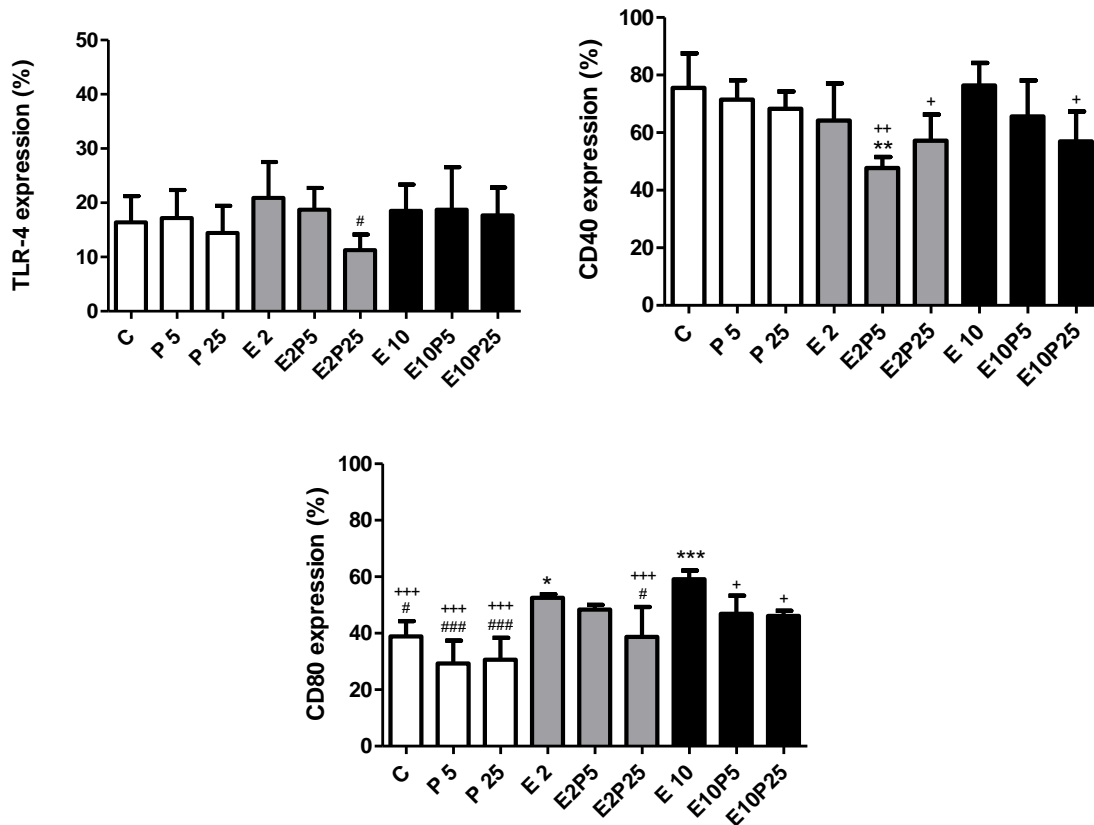 TLR-4 expression (%)
50
40
30
20
10
0
#
C
P 5
P 25
E 2
E2P5
E2P25
E 10
E10P5
E10P25
CD40 expression (%)
100
80
60
40
20
0
++
**
+
+
C
P 5
P 25
E 2
E2P5
E2P25
E 10
E10P5
E10P25
CD80 expression (%)
100
80
60
40
20
0
+++
#
+++
###
+++
###
*
+++
#
***
+
+
C
P 5
P 25
E 2
E2P5
E2P25
E 10
E10P5
E10P25